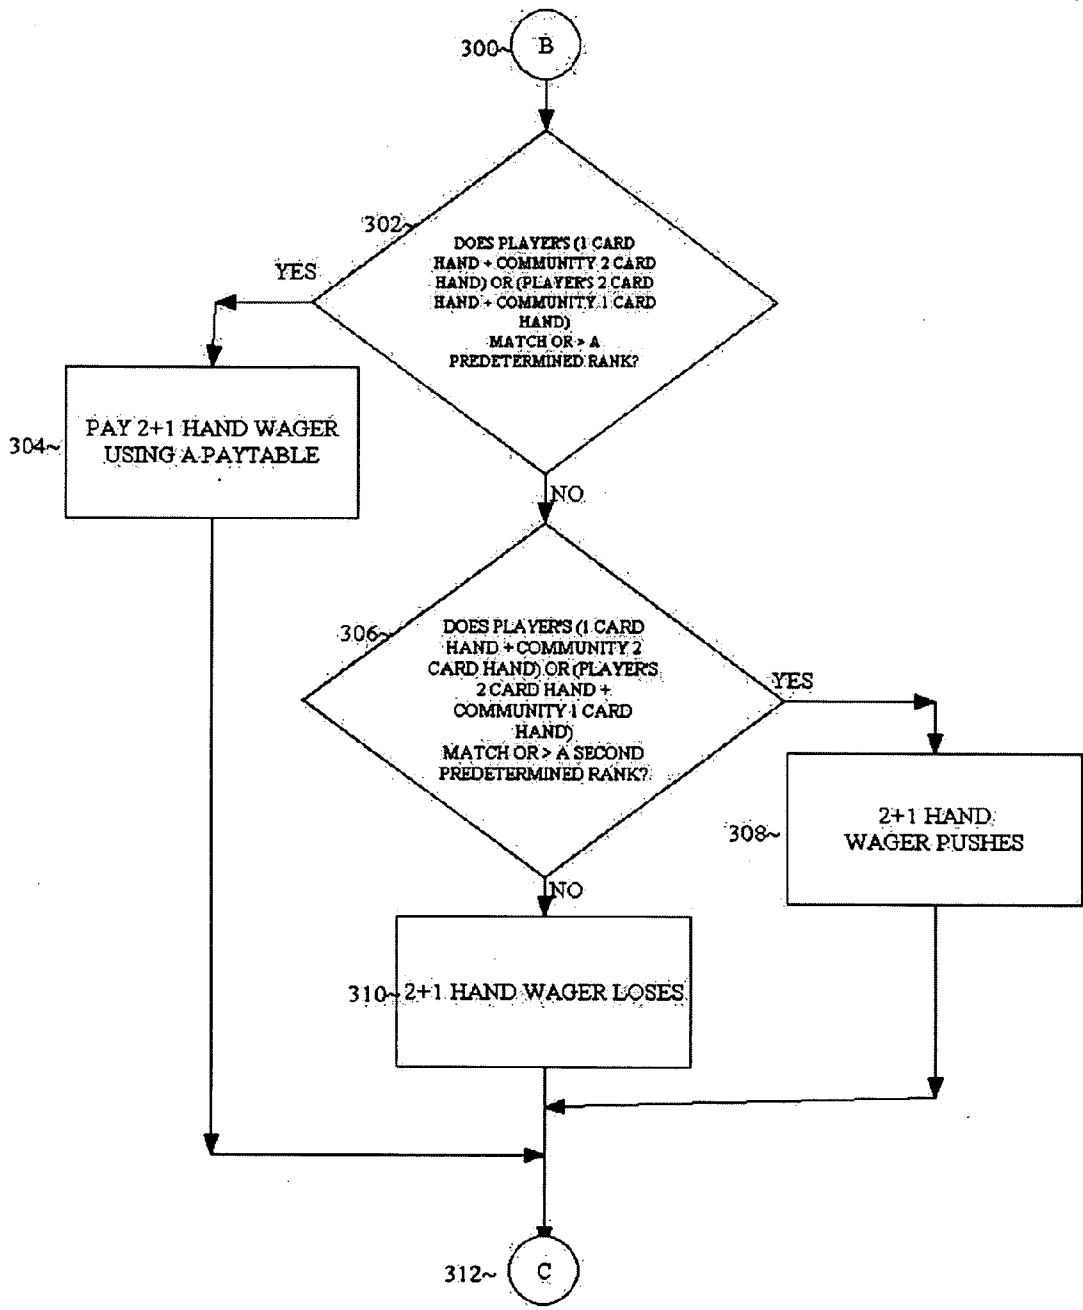 300~
B
302~
DOES PLAYER'S (1 CARD
HAND + COMMUNITY 2 CARD
HAND) OR (PLAYER'S 2 CARD
HAND + COMMUNITY 1 CARD
HAND)
MATCH OR > A
PREDETERMINED RANK?
YES
304~
PAY 2+1 HAND WAGER
USING A PAYTABLE
NO
306~
DOES PLAYER'S (1 CARD
HAND + COMMUNITY 2
CARD HAND) OR (PLAYER'S
2 CARD HAND +
COMMUNITY 1 CARD
HAND)
MATCH OR > A SECOND
PREDETERMINED RANK?
YES
308~
2+1 HAND
WAGER PUSHES
NO
310~
2+1 HAND WAGER LOSES
312~
C